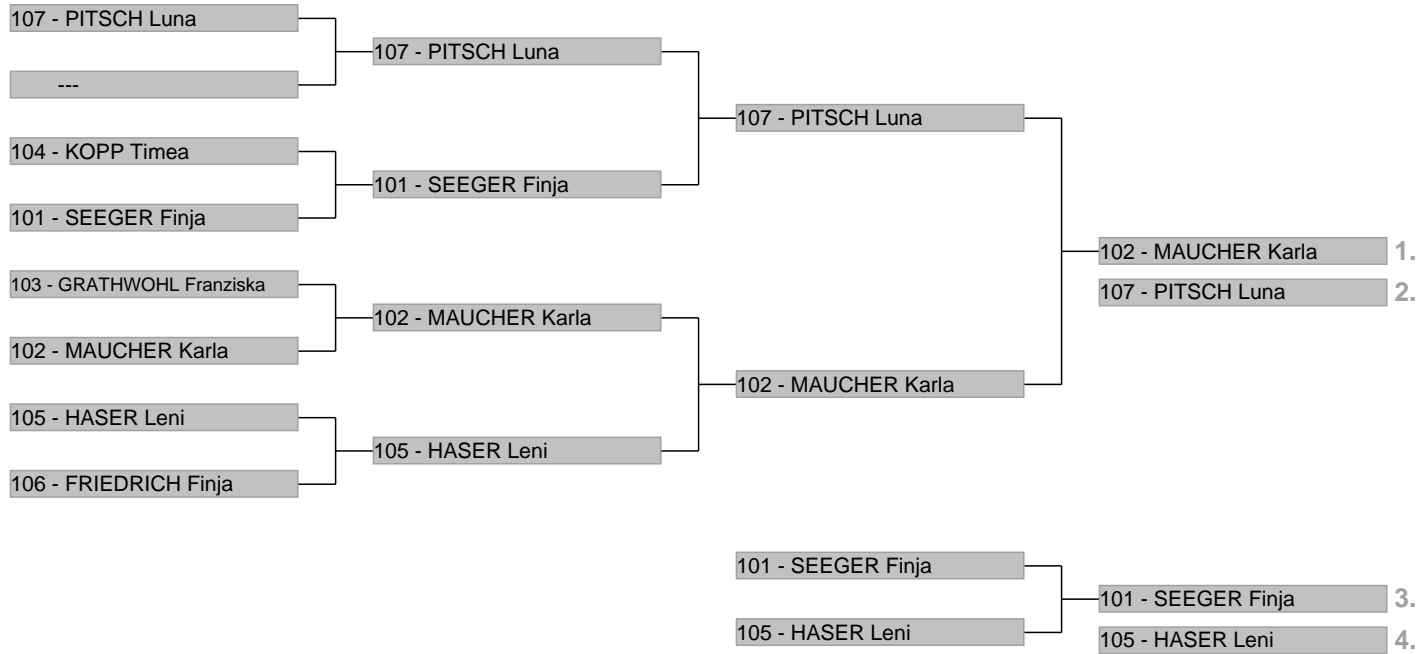 107 - PITSCH Luna
---
104 - KOPP Timea
101 - SEEGER Finja
103 - GRATHWOHL Franziska
102 - MAUCHER Karla
105 - HASER Leni
106 - FRIEDRICH Finja
107 - PITSCH Luna
101 - SEEGER Finja
102 - MAUCHER Karla
105 - HASER Leni
107 - PITSCH Luna
102 - MAUCHER Karla
102 - MAUCHER Karla 1.
107 - PITSCH Luna 2.
101 - SEEGER Finja
105 - HASER Leni
101 - SEEGER Finja 3.
105 - HASER Leni 4.